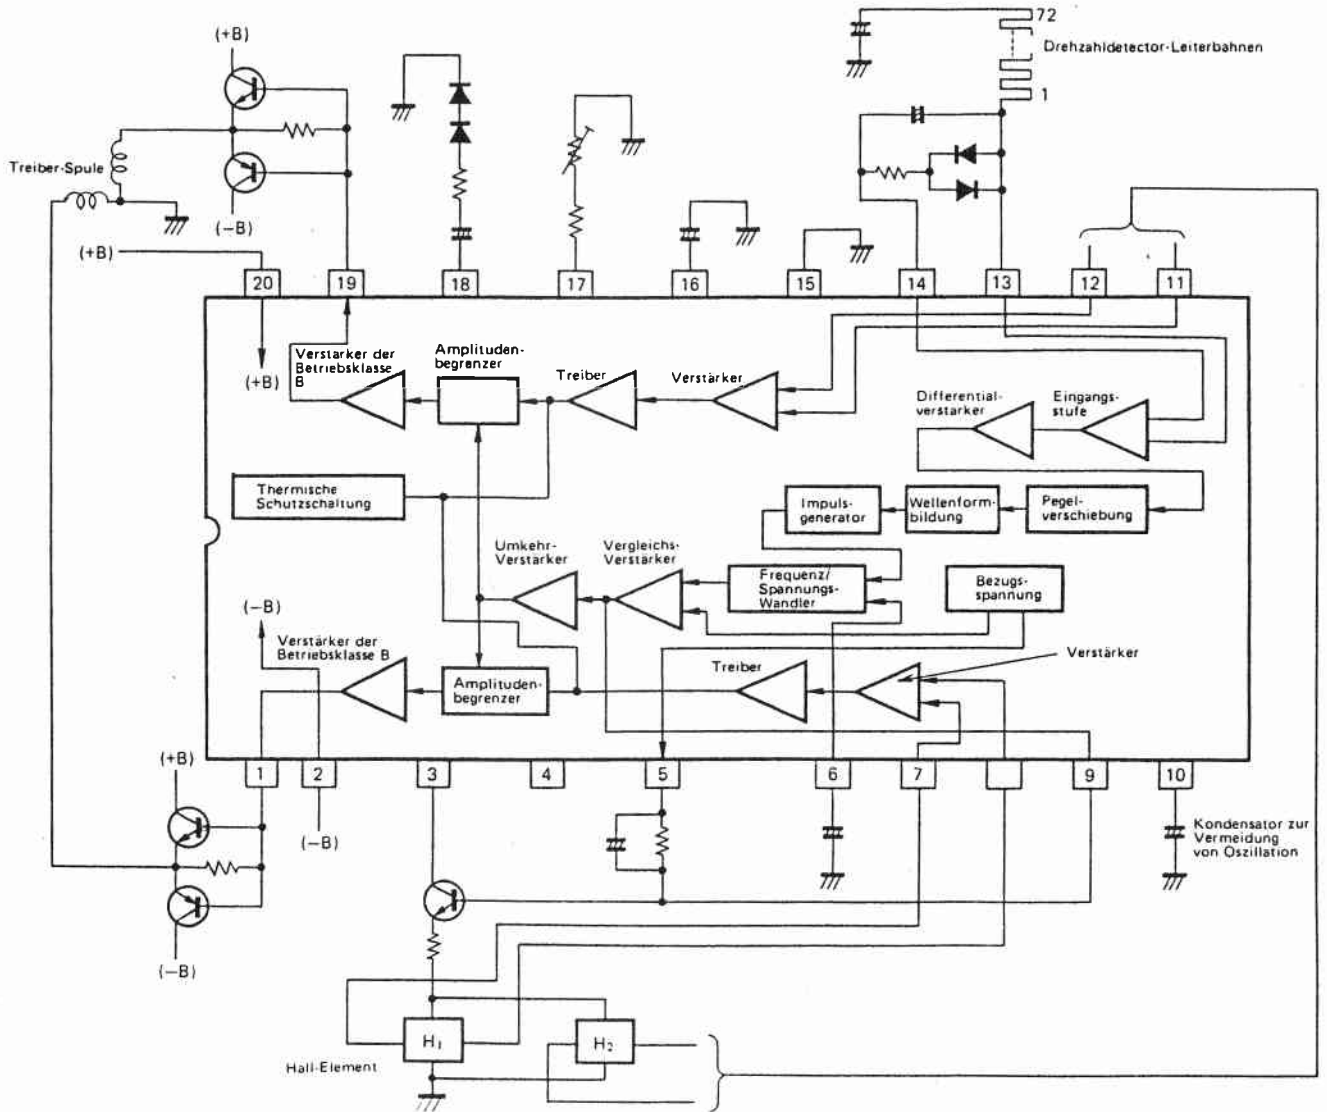 72
Drehzahldetector-Leiterbahnen
1
(+B)
Treiber-Spule
(−B)
(+B)
20
19
18
17
16
15
14
13
12
11
(+B)
Verstarker der
Betriebsklasse
B
Amplituden-
begrenzer
Treiber
Verstärker
Differential-
verstarker
Eingangs-
stufe
Thermische
Schutzschaltung
Impuls-
generator
Wellenform-
bildung
Pegel-
verschiebung
Umkehr-
Verstärker
Vergleichs-
Verstärker
Frequenz/
Spannungs-
Wandler
Bezugs-
spannung
(−B)
Verstärker der
Betriebsklasse B
Amplituden-
begrenzer
Treiber
Verstärker
1
2
3
4
5
6
7
9
10
(+B)
(−B)
Kondensator zur
Vermeidung
von Oszillation
(−B)
H1
H2
Hall-Element